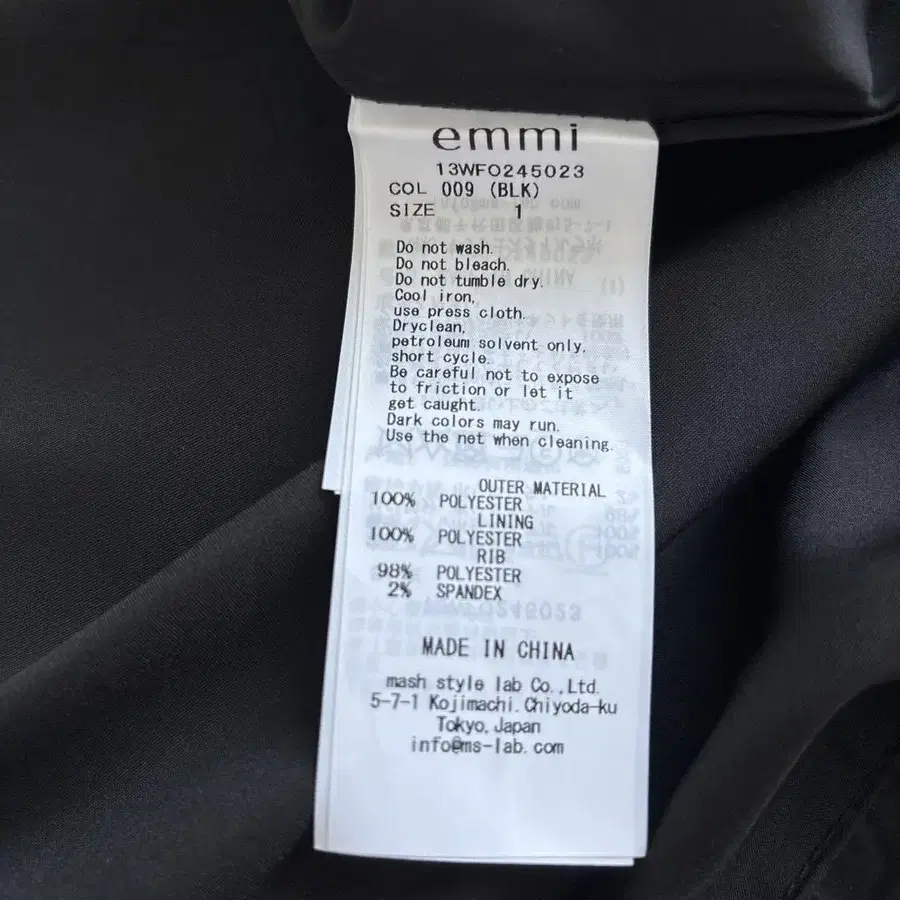 emmi
13WFO245023
COL 009 (BLK)
SIZE 1
Do not wash.
Do not bleach.
Do not tumble dry.
Cool iron,
use press cloth.
Dryclean,
petroleum solvent only,
short cycle.
Be careful not to expose
to friction or let it
get caught.
Dark colors may run.
Use the net when cleaning.
OUTER MATERIAL
100% POLYESTER
LINING
100% POLYESTER
RIB
98% POLYESTER
2% SPANDEX
MADE IN CHINA
mash style lab Co.,Ltd.
5-7-1 Kojimachi.Chiyoda-ku
Tokyo,Japan
info@ms-lab.com